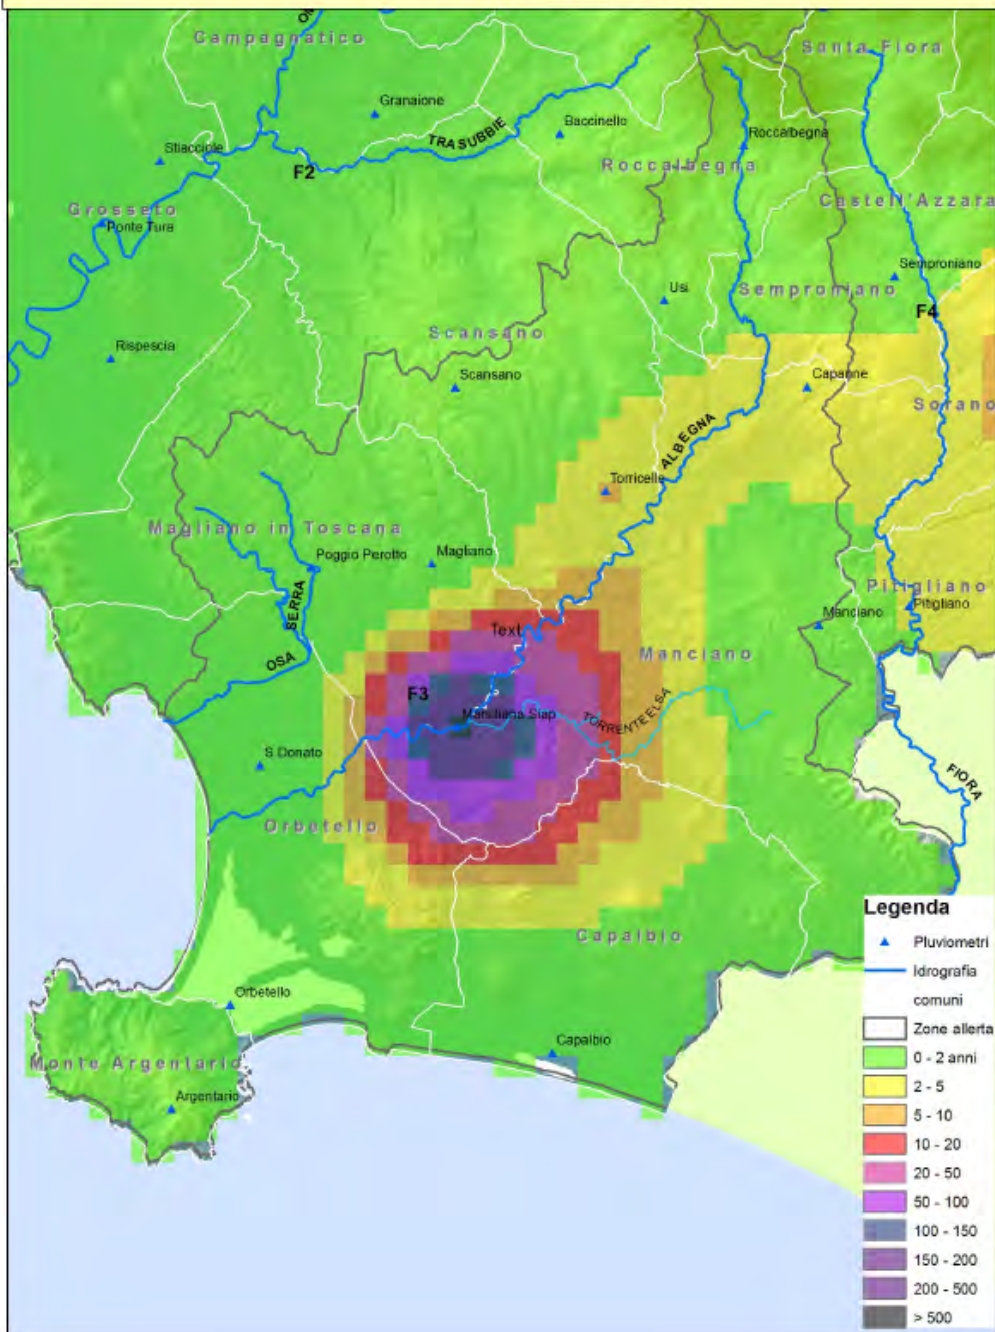 Campagnatico
Santa Fiora
Granaione
Baccinello
TRASUBBIE
Roccalbegna
Stiacciole
Roccalbegna
F2
Castell'Azzara
Grosseto
Ponte Tura
Semproniano
Usi
Semproniano
F4
Scansano
Rispescia
Scansano
Capanne
Sorano
ALBEGNA
Torricelle
Magliano in Toscana
Poggio Perotto
Magliano
Pitigliano
SERRA
Pitigliano
Manciano
Text
Manciano
OSA
F3
Marsiliana Siap
TORRENTE ELSA
S.Donato
FIORA
Orbetello
Capalbio
Orbetello
Capalbio
Monte Argentario
Argentario
Legenda
Pluviometri
Idrografia
comuni
Zone allerta
0 - 2 anni
2 - 5
5 - 10
10 - 20
20 - 50
50 - 100
100 - 150
150 - 200
200 - 500
> 500